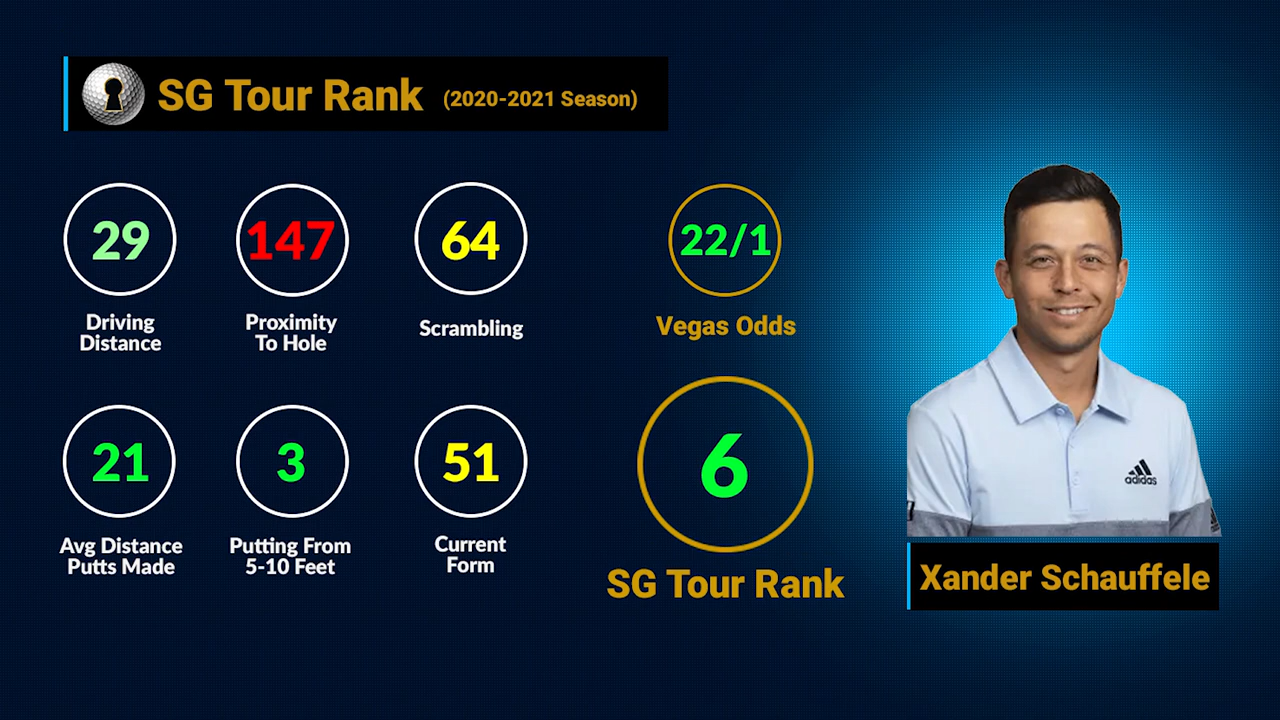 SG Tour Rank (2020-2021 Season)
29
147
64
22/1
Driving
Distance
Proximity
To Hole
Scrambling
Vegas Odds
21
3
51
6
Avg Distance
Putts Made
Putting From
5-10 Feet
Current
Form
SG Tour Rank
adidas
Xander Schauffele